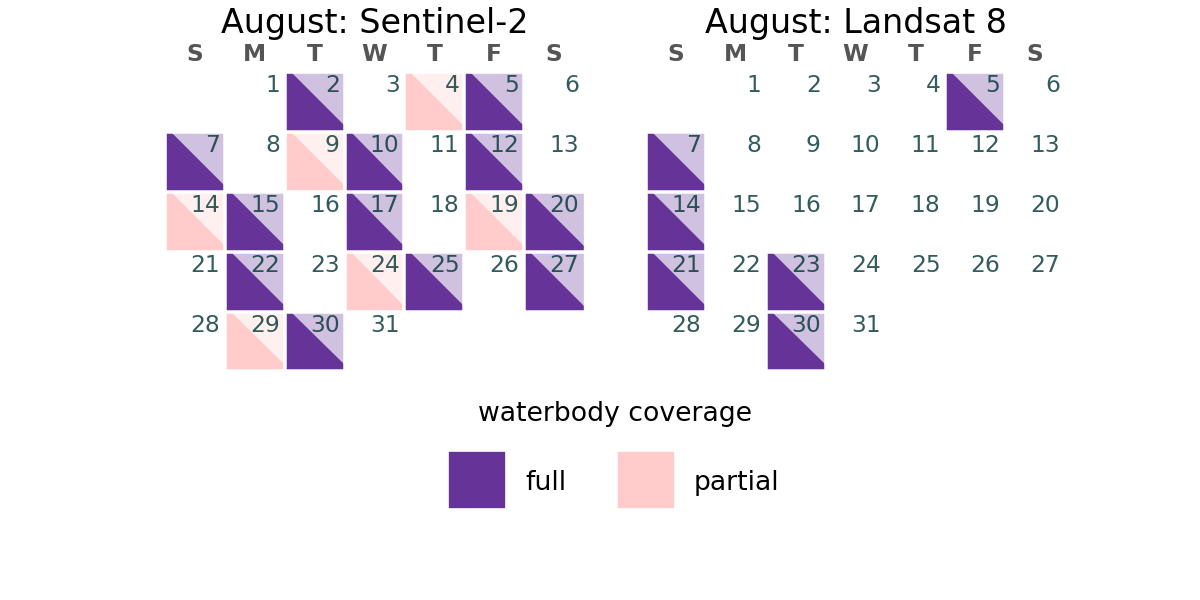 August: Sentinel-2
S M T W T F S
1 2 3 4 5 6
7 8 9 10 11 12 13
14 15 16 17 18 19 20
21 22 23 24 25 26 27
28 29 30 31
August: Landsat 8
S M T W T F S
1 2 3 4 5 6
7 8 9 10 11 12 13
14 15 16 17 18 19 20
21 22 23 24 25 26 27
28 29 30 31
waterbody coverage
full
partial